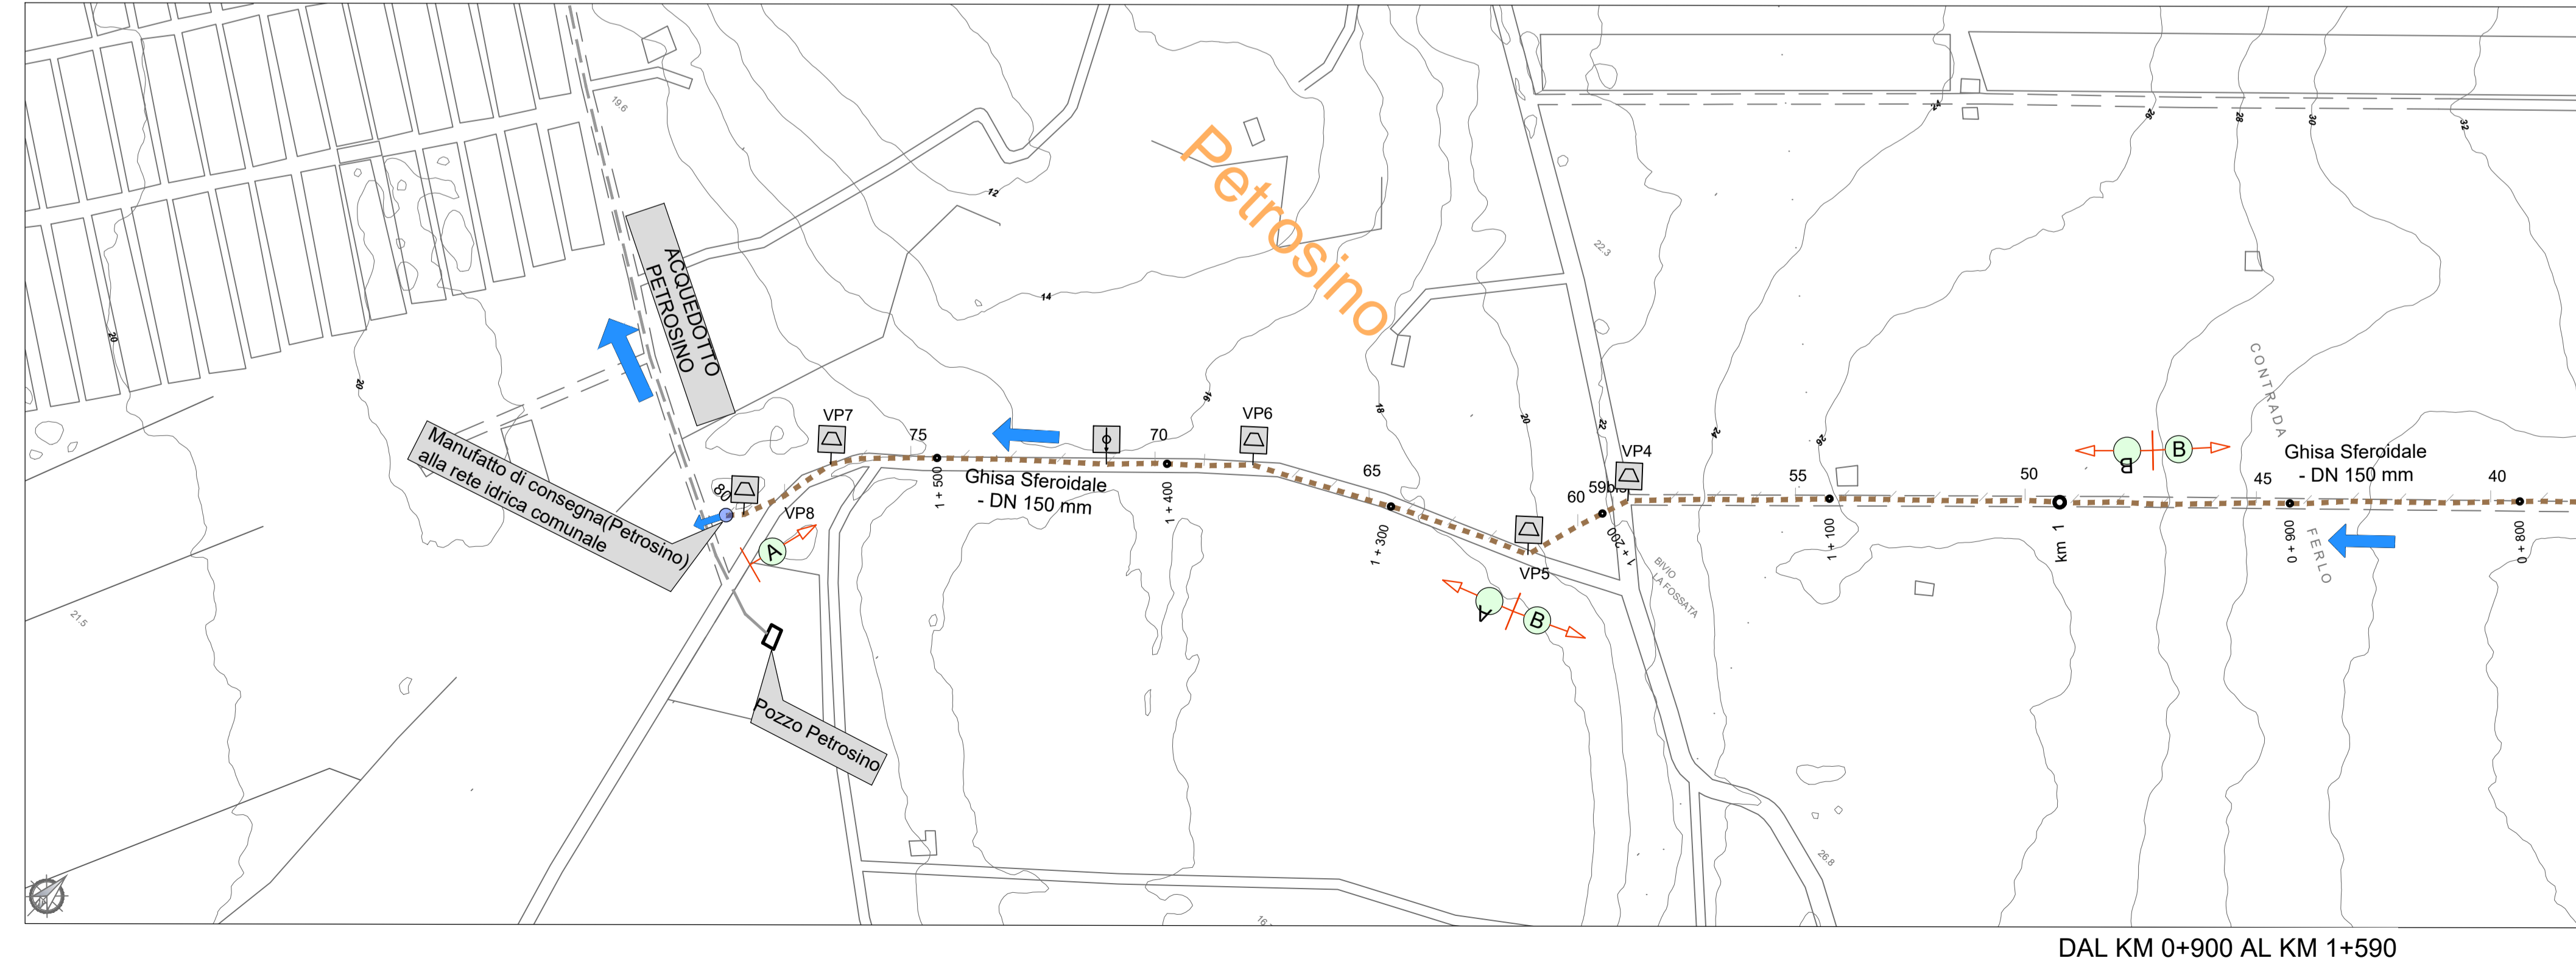 19.6
12
14
16
18
20
22
22.3
24
24
26
26
28
30
32
20
20
21.5
26.8
Petrosino
ACQUEDOTTO
PETROSINO
Manufatto di consegna(Petrosino)
alla rete idrica comunale
Pozzo Petrosino
VP8
VP7
VP6
VP5
VP4
80
75
70
65
60
55
50
45
40
1 + 500
1 + 400
1 + 300
1 + 200
1 + 100
km 1
0 + 900
0 + 800
Ghisa Sferoidale
- DN 150 mm
Ghisa Sferoidale
- DN 150 mm
A
A
B
B
B
BIVIO
LA FOSSATA
CONTRADA
FERLO
DAL KM 0+900 AL KM 1+590